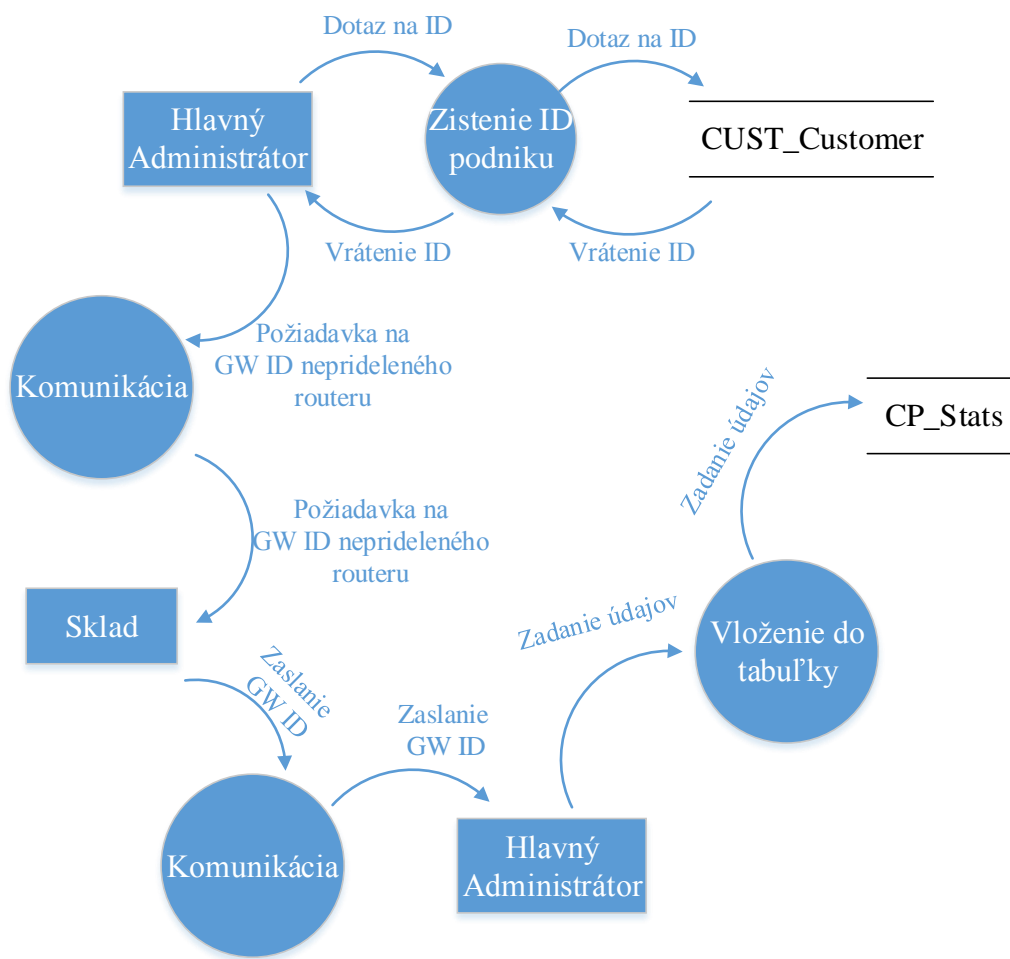 Dotaz na ID
Dotaz na ID
Hlavný
Administrátor
Zistenie ID
podniku
CUST_Customer
Vrátenie ID
Vrátenie ID
Požiadavka na
GW ID neprideleného
routeru
Komunikácia
Zadanie údajov
CP_Stats
Požiadavka na
GW ID neprideleného
routeru
Sklad
Zadanie údajov
Vloženie do
tabuľky
Zaslanie
GW ID
Zaslanie
GW ID
Komunikácia
Hlavný
Administrátor